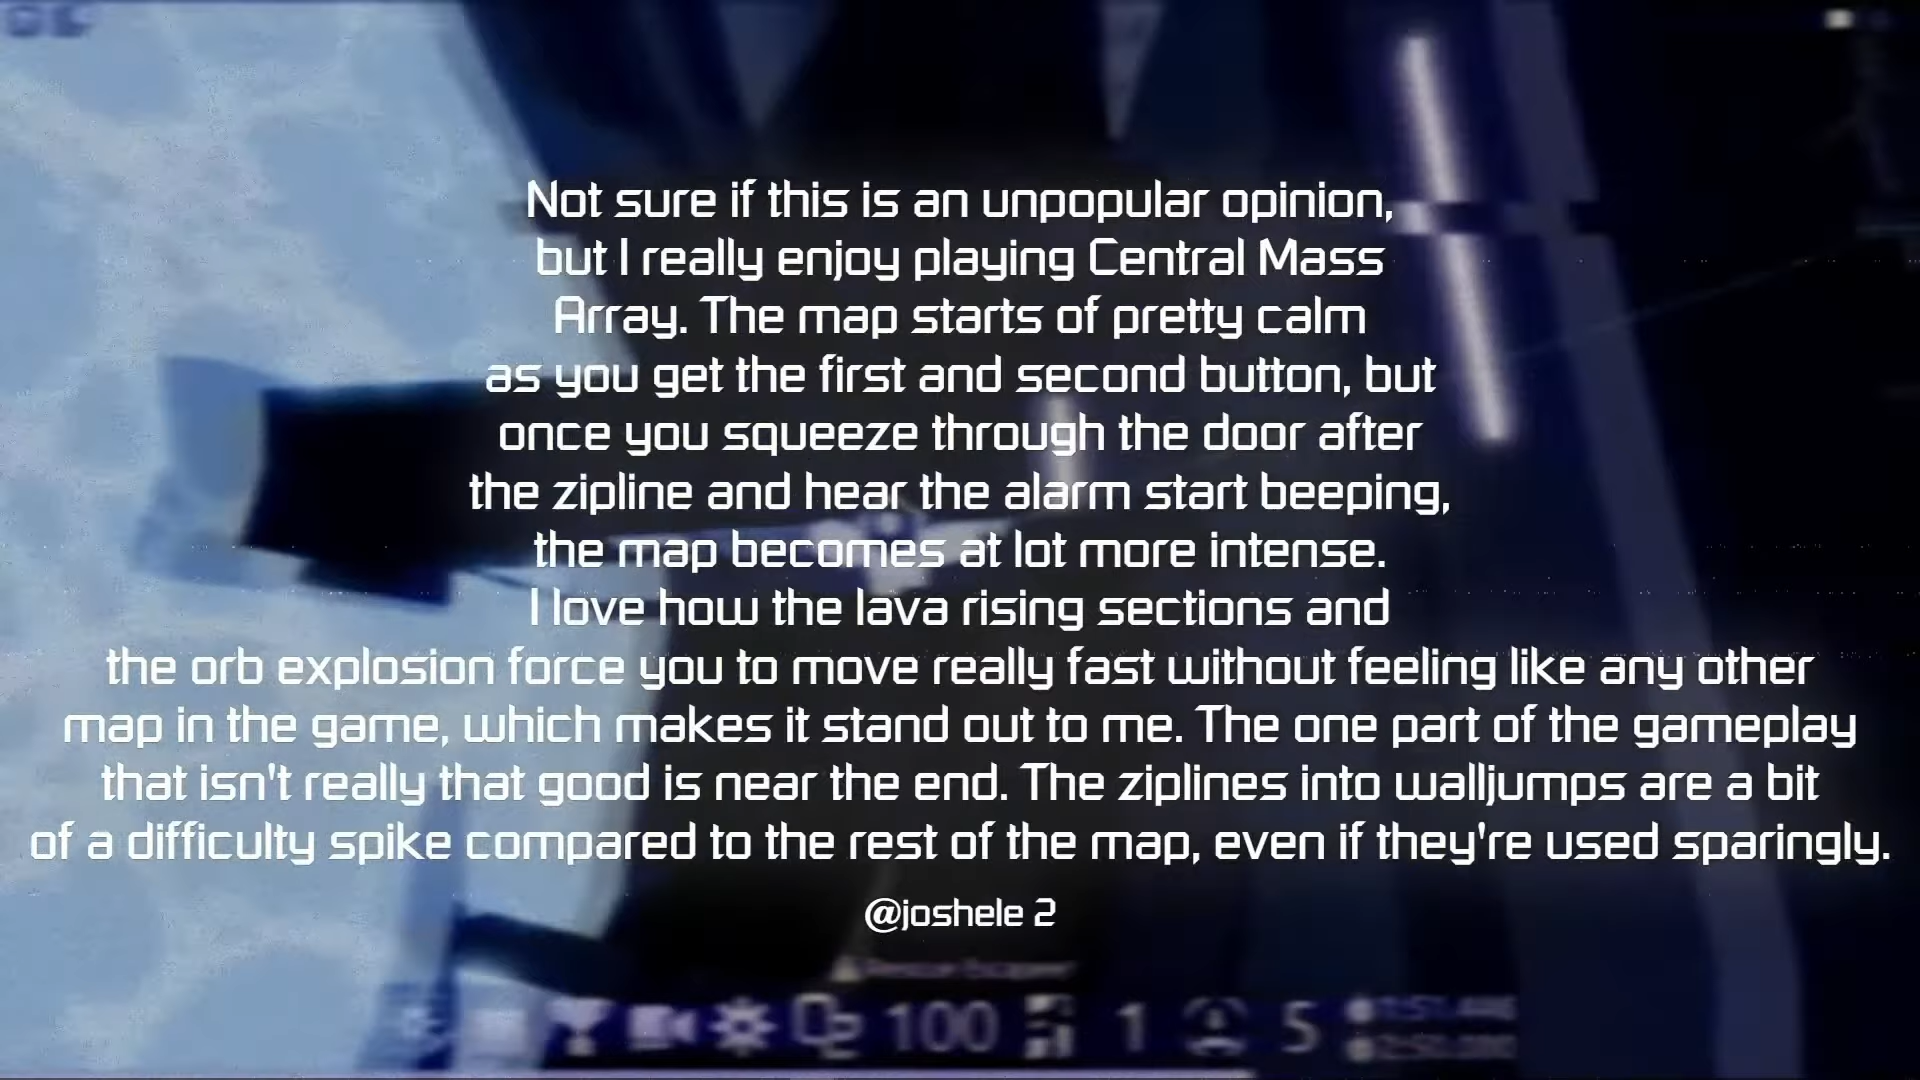 Not sure if this is an unpopular opinion,
but I really enjoy playing Central Mass
Array. The map starts of pretty calm
as you get the first and second button, but
once you squeeze through the door after
the zipline and hear the alarm start beeping,
the map becomes at lot more intense.
I love how the lava rising sections and
the orb explosion force you to move really fast without feeling like any other
map in the game, which makes it stand out to me. The one part of the gameplay
that isn't really that good is near the end. The ziplines into walljumps are a bit
of a difficulty spike compared to the rest of the map, even if they're used sparingly.
@joshele 2
100 1 5